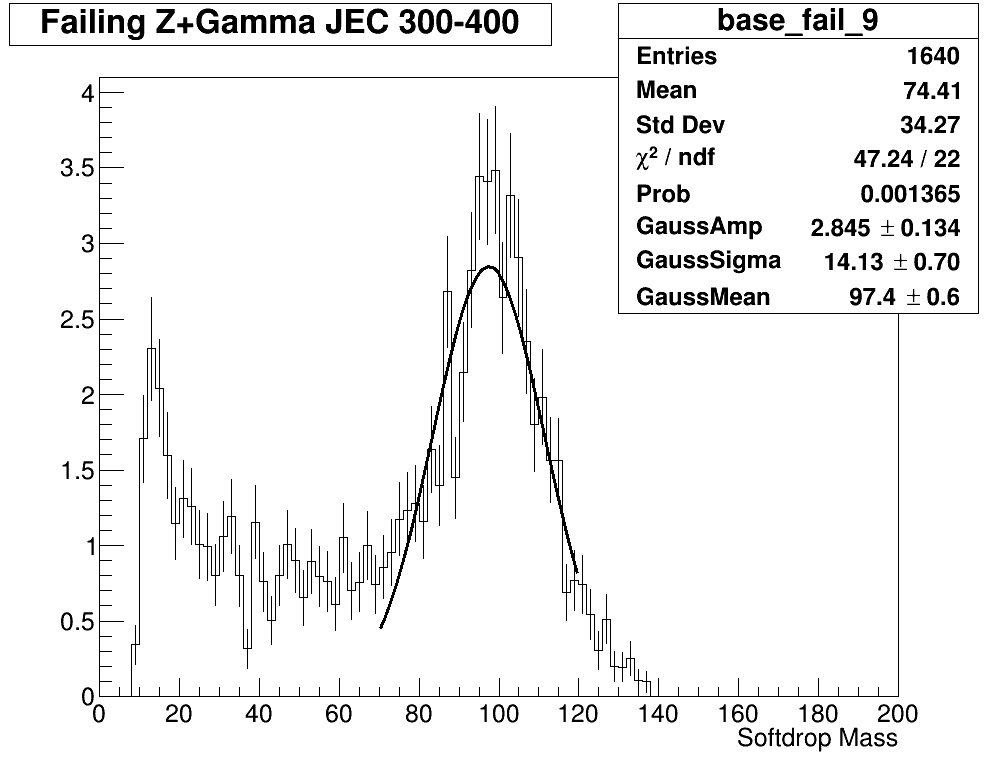 Failing Z+Gamma JEC 300-400
base_fail_9
Entries 1640
Mean 74.41
Std Dev 34.27
χ² / ndf 47.24 / 22
Prob 0.001365
GaussAmp 2.845 ± 0.134
GaussSigma 14.13 ± 0.70
GaussMean 97.4 ± 0.6
4
3.5
3
2.5
2
1.5
1
0.5
0
0 20 40 60 80 100 120 140 160 180 200
Softdrop Mass